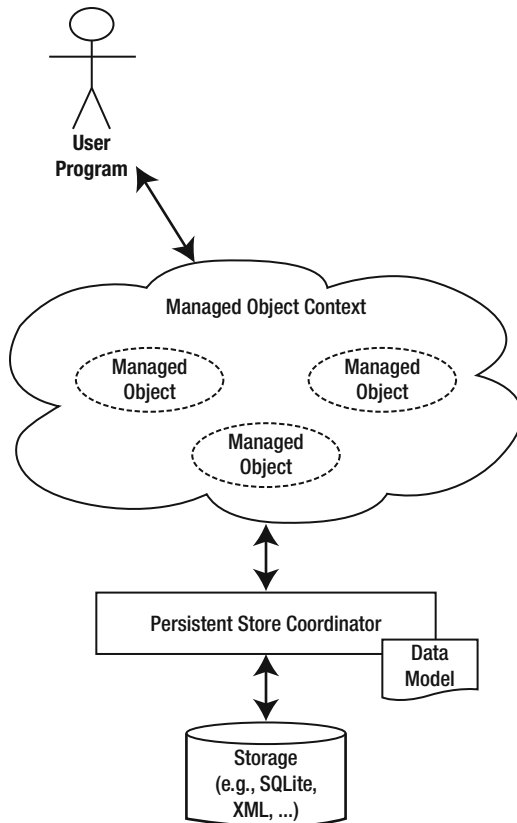 User
Program
Managed Object Context
Managed
Object
Managed
Object
Managed
Object
Persistent Store Coordinator
Data
Model
Storage
(e.g., SQLite,
XML, ...)